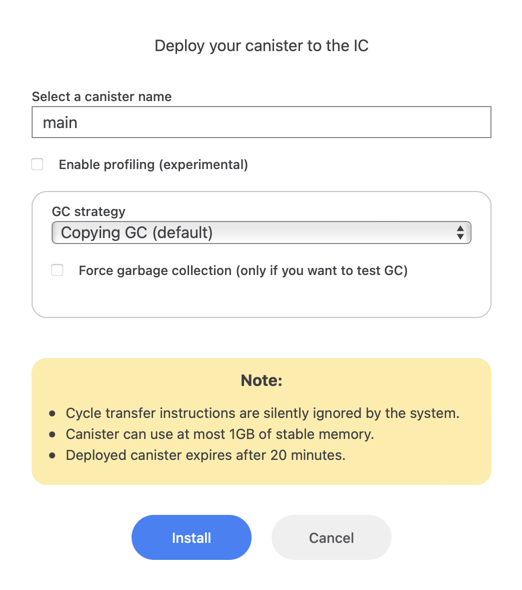 Deploy your canister to the IC
Select a canister name
main
Enable profiling (experimental)
GC strategy
Copying GC (default)
Force garbage collection (only if you want to test GC)
Note:
• Cycle transfer instructions are silently ignored by the system.
• Canister can use at most 1GB of stable memory.
• Deployed canister expires after 20 minutes.
Install Cancel